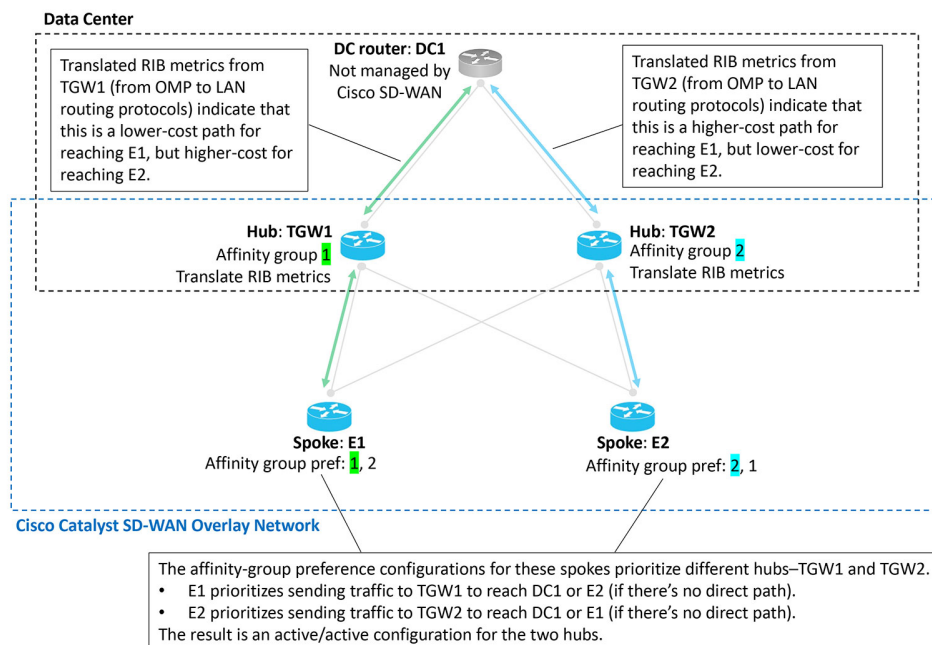 Data Center
Translated RIB metrics from
TGW1 (from OMP to LAN
routing protocols) indicate that
this is a lower-cost path for
reaching E1, but higher-cost for
reaching E2.
DC router: DC1
Not managed by
Cisco SD-WAN
Translated RIB metrics from
TGW2 (from OMP to LAN
routing protocols) indicate that
this is a higher-cost path for
reaching E1, but lower-cost for
reaching E2.
Hub: TGW1
Affinity group 1
Translate RIB metrics
Hub: TGW2
Affinity group 2
Translate RIB metrics
Spoke: E1
Affinity group pref: 1, 2
Spoke: E2
Affinity group pref: 2, 1
Cisco Catalyst SD-WAN Overlay Network
The affinity-group preference configurations for these spokes prioritize different hubs–TGW1 and TGW2.
• E1 prioritizes sending traffic to TGW1 to reach DC1 or E2 (if there's no direct path).
• E2 prioritizes sending traffic to TGW2 to reach DC1 or E1 (if there's no direct path).
The result is an active/active configuration for the two hubs.